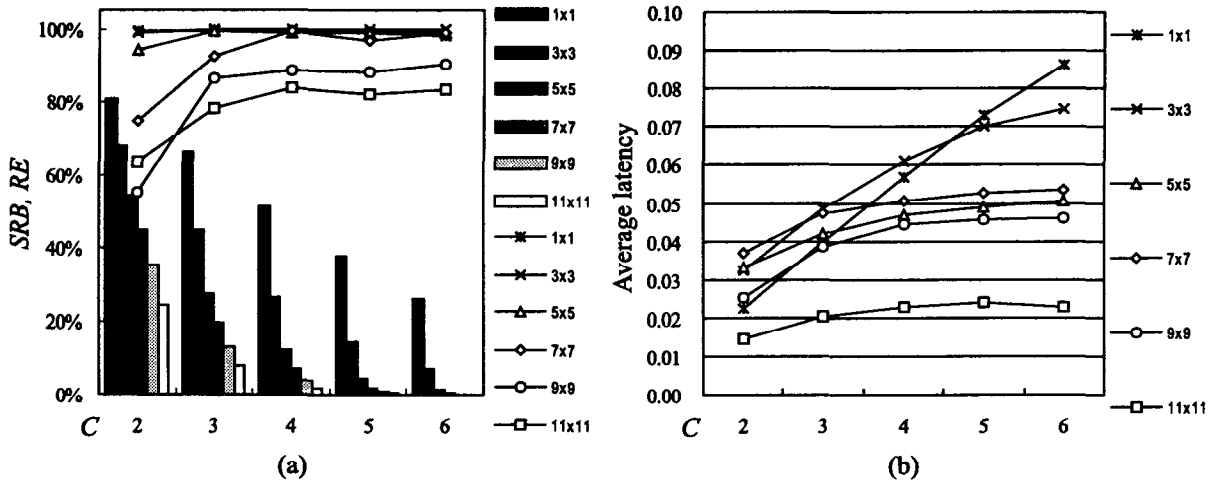 SRB, RE
100%
80%
60%
40%
20%
0%
C 2 3 4 5 6
1x1
3x3
5x5
7x7
9x9
11x11
1x1
3x3
5x5
7x7
9x9
11x11
(a)
Average latency
0.10
0.09
0.08
0.07
0.06
0.05
0.04
0.03
0.02
0.01
0.00
C 2 3 4 5 6
1x1
3x3
5x5
7x7
9x9
11x11
(b)